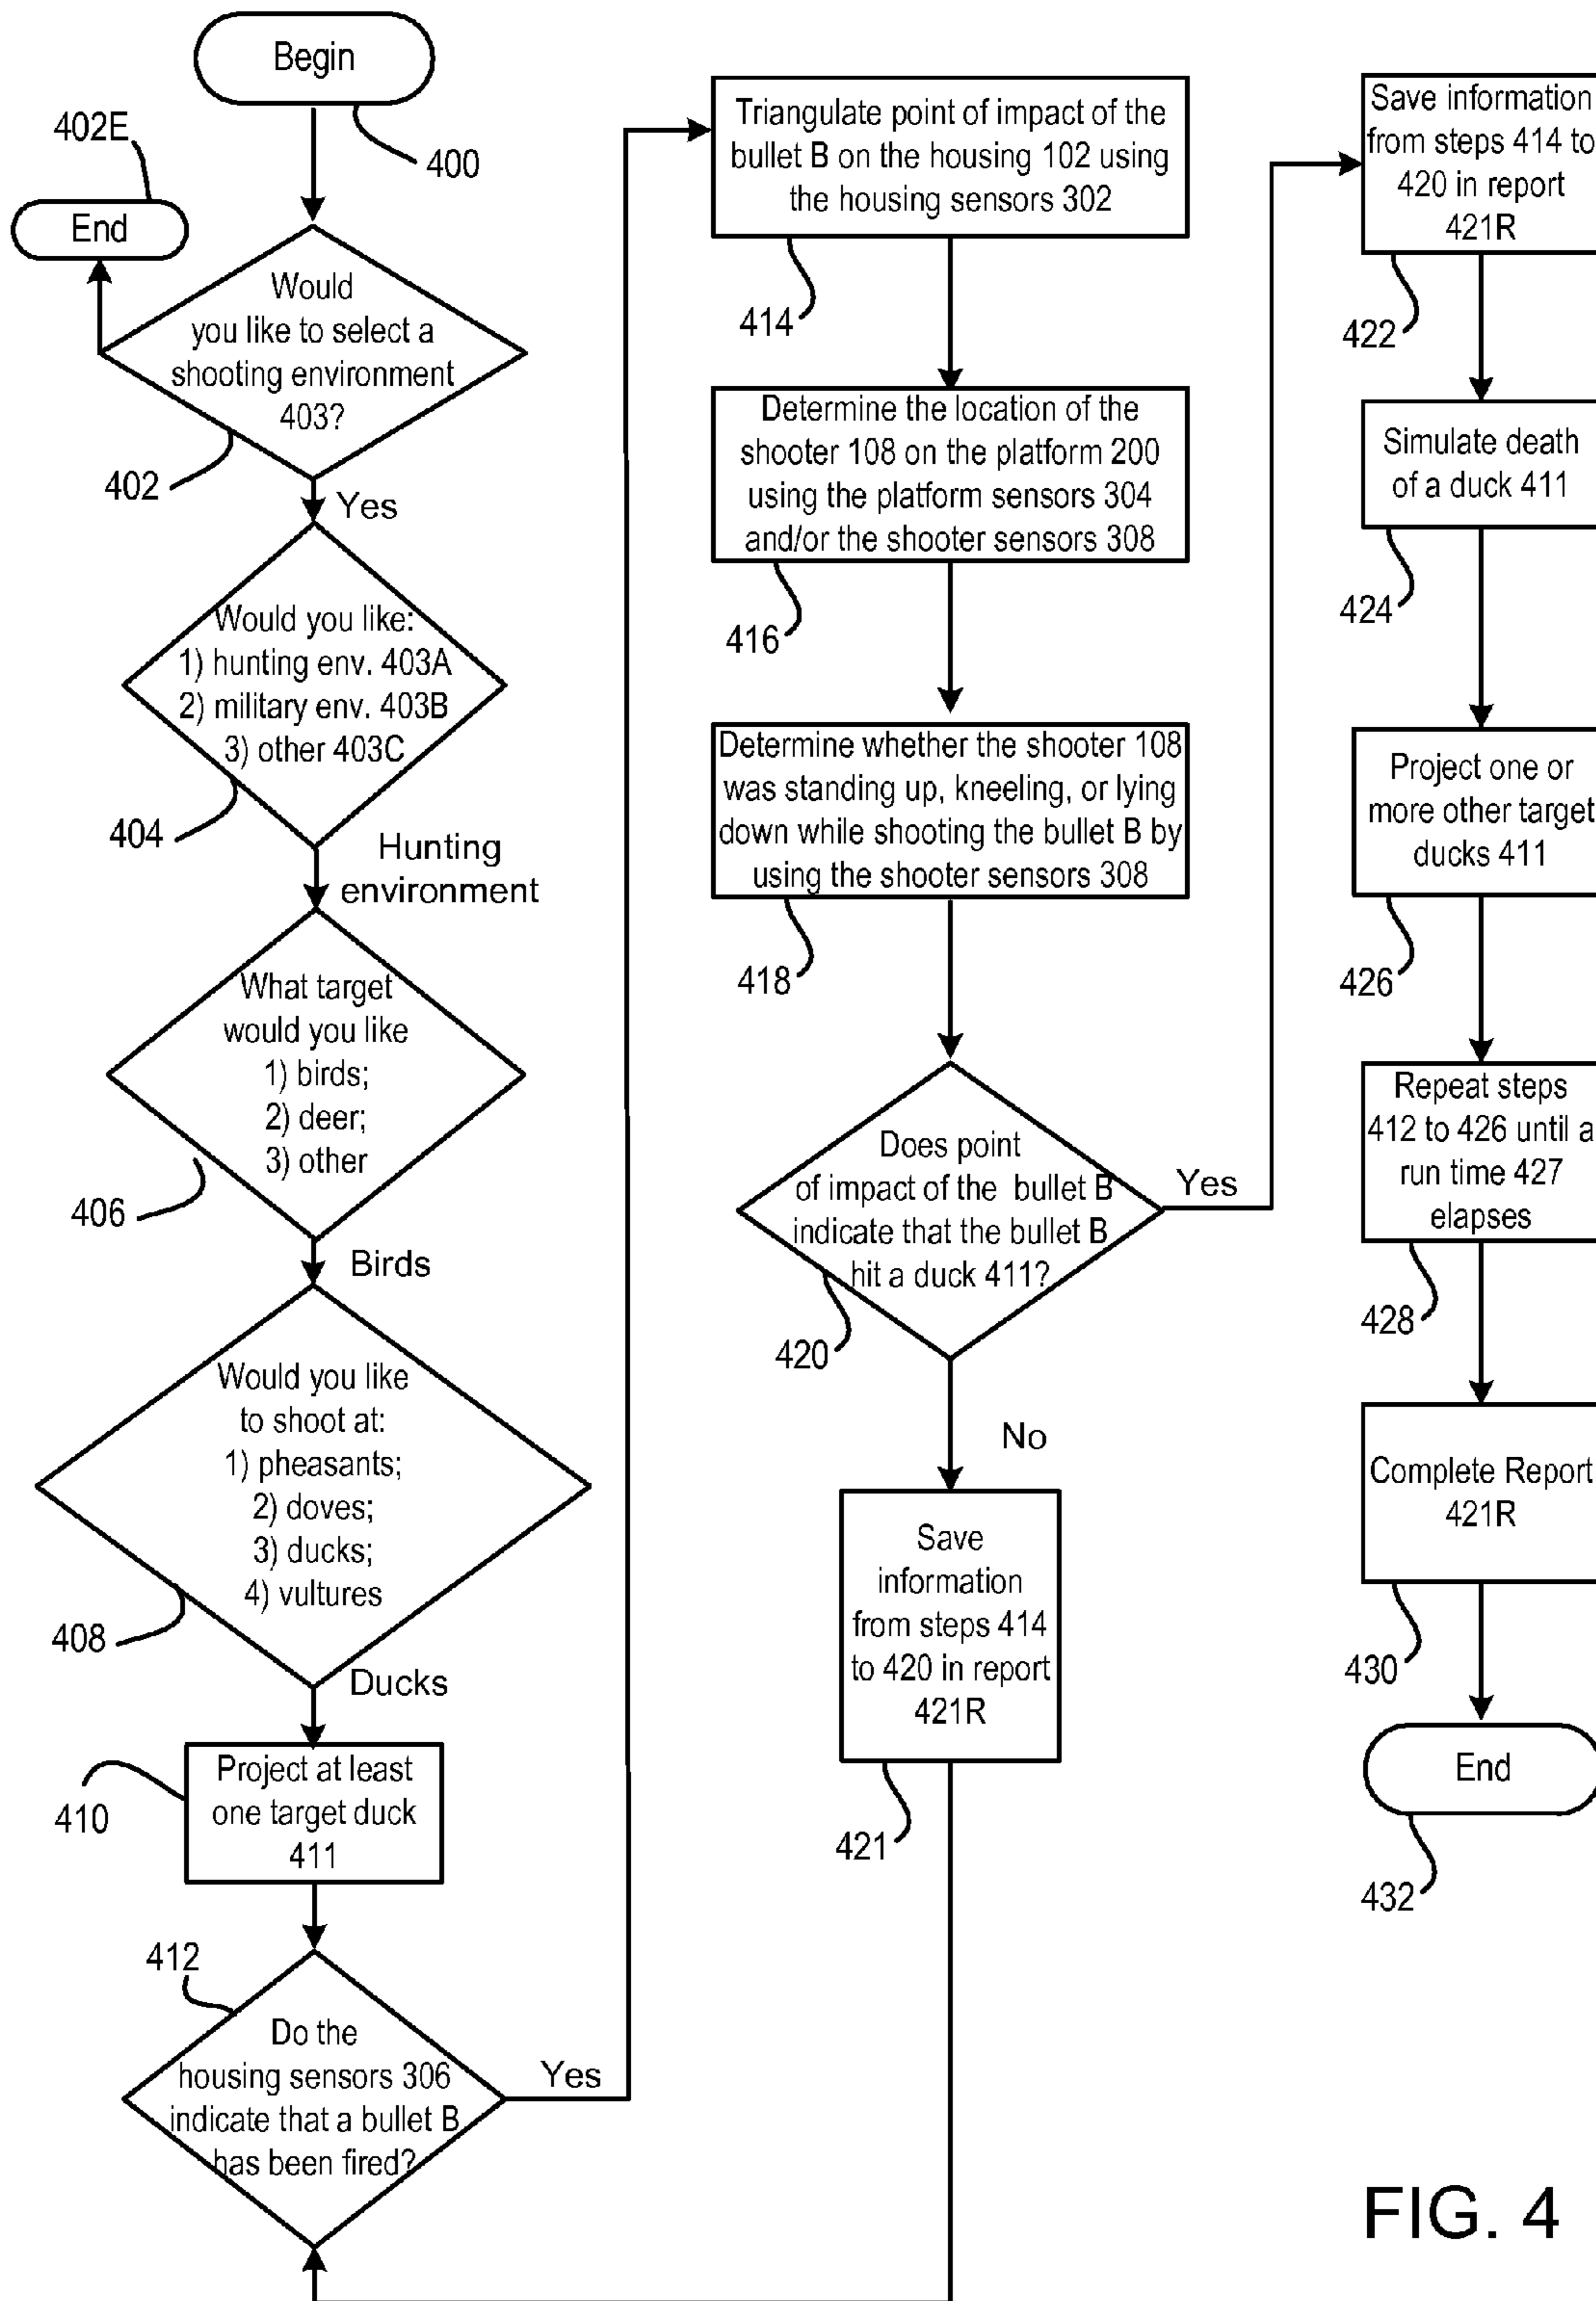 Begin
400
402E
End
Would
you like to select a
shooting environment
403?
402
Yes
Would you like:
1) hunting env. 403A
2) military env. 403B
3) other 403C
404
Hunting
environment
What target
would you like
1) birds;
2) deer;
3) other
406
Birds
Would you like
to shoot at:
1) pheasants;
2) doves;
3) ducks;
4) vultures
408
Ducks
Project at least
one target duck
411
410
412
Do the
housing sensors 306
indicate that a bullet B
has been fired?
Yes
Triangulate point of impact of the
bullet B on the housing 102 using
the housing sensors 302
414
Determine the location of the
shooter 108 on the platform 200
using the platform sensors 304
and/or the shooter sensors 308
416
Determine whether the shooter 108
was standing up, kneeling, or lying
down while shooting the bullet B by
using the shooter sensors 308
418
Does point
of impact of the bullet B
indicate that the bullet B
hit a duck 411?
420
Yes
No
Save
information
from steps 414
to 420 in report
421R
421
Save information
from steps 414 to
420 in report
421R
422
Simulate death
of a duck 411
424
Project one or
more other target
ducks 411
426
Repeat steps
412 to 426 until a
run time 427
elapses
428
Complete Report
421R
430
End
432
FIG. 4